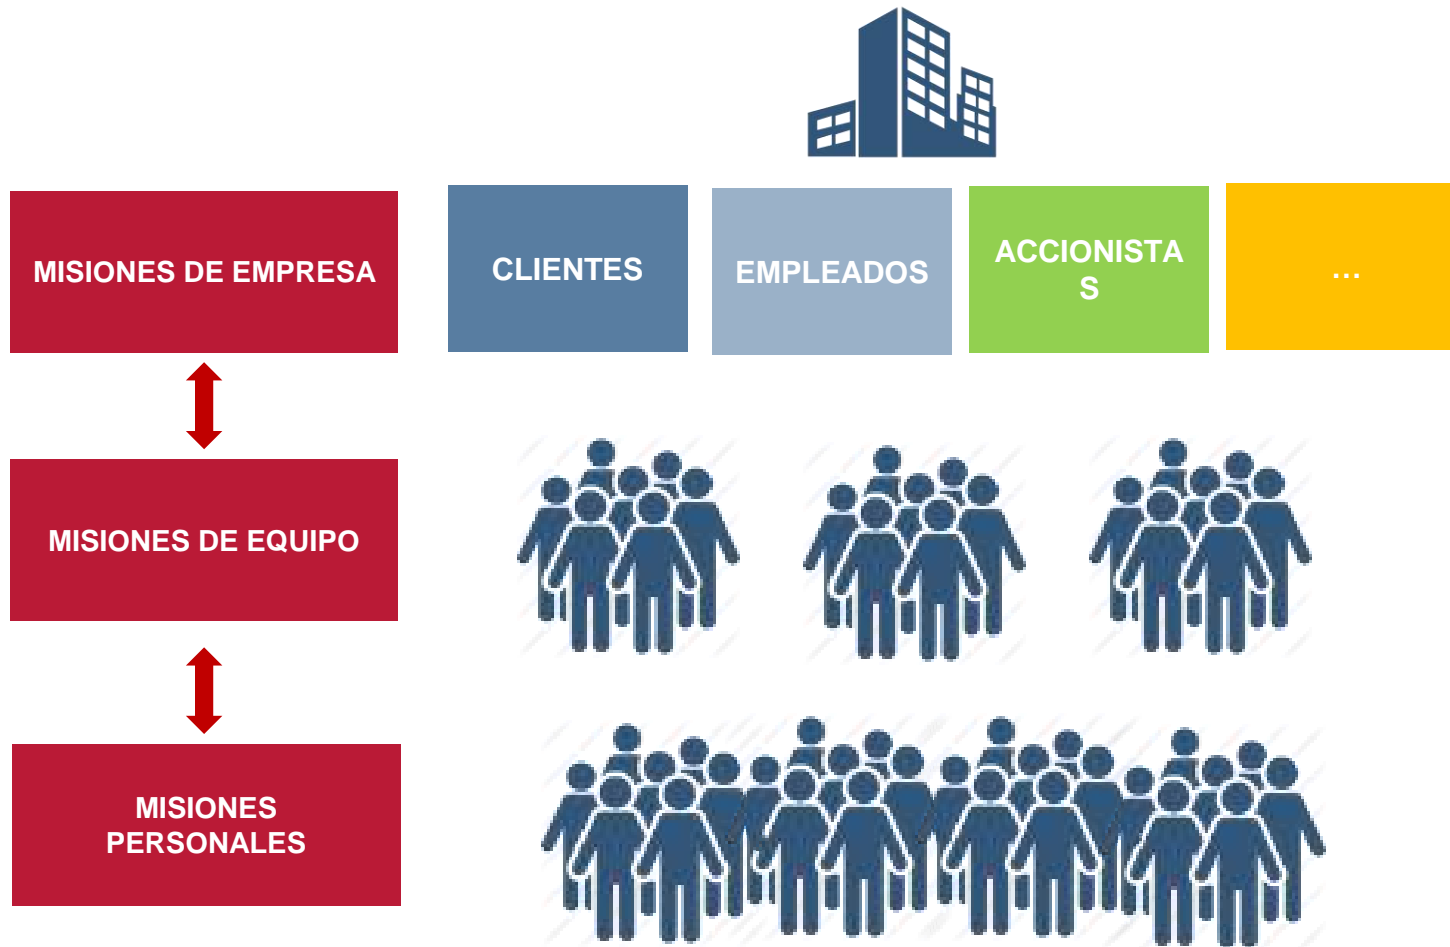 MISIONES DE EMPRESA
CLIENTES
EMPLEADOS
ACCIONISTA
S
...
MISIONES DE EQUIPO
MISIONES
PERSONALES